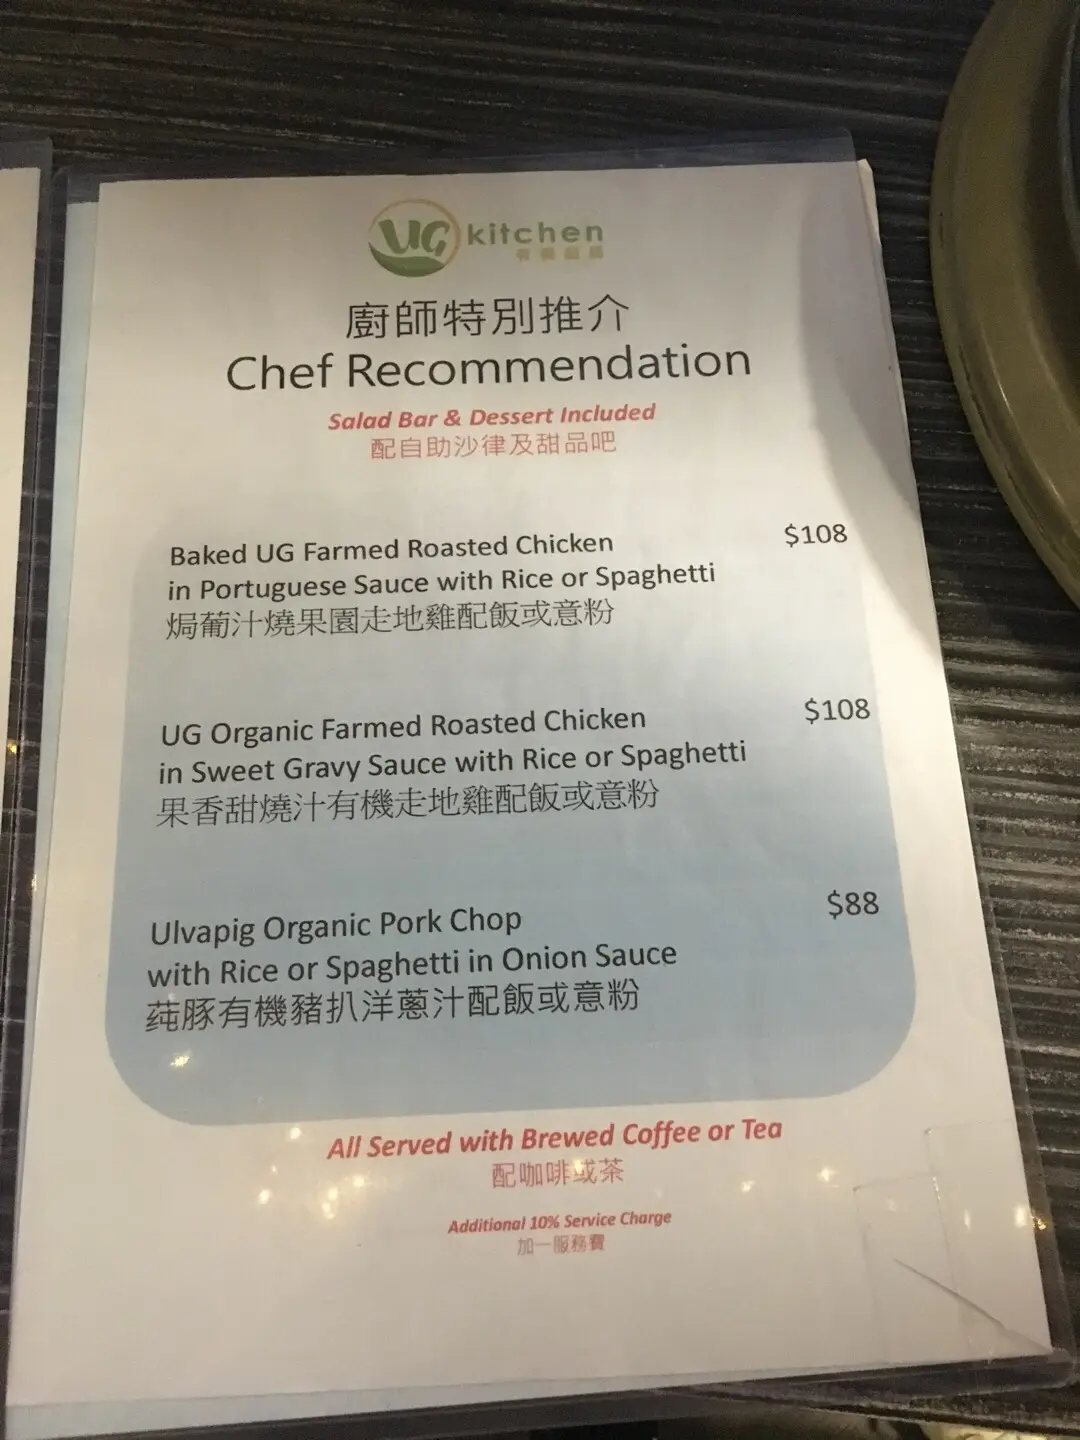 UG kitchen
廚師特別推介
Chef Recommendation
Salad Bar & Dessert Included
配自助沙律及甜品吧
Baked UG Farmed Roasted Chicken $108
in Portuguese Sauce with Rice or Spaghetti
焗葡汁燒果園走地雞配飯或意粉
UG Organic Farmed Roasted Chicken $108
in Sweet Gravy Sauce with Rice or Spaghetti
果香甜燒汁有機走地雞配飯或意粉
Ulvapig Organic Pork Chop $88
with Rice or Spaghetti in Onion Sauce
莼豚有機豬扒洋蔥汁配飯或意粉
All Served with Brewed Coffee or Tea
配咖啡或茶
Additional 10% Service Charge
加一服務費